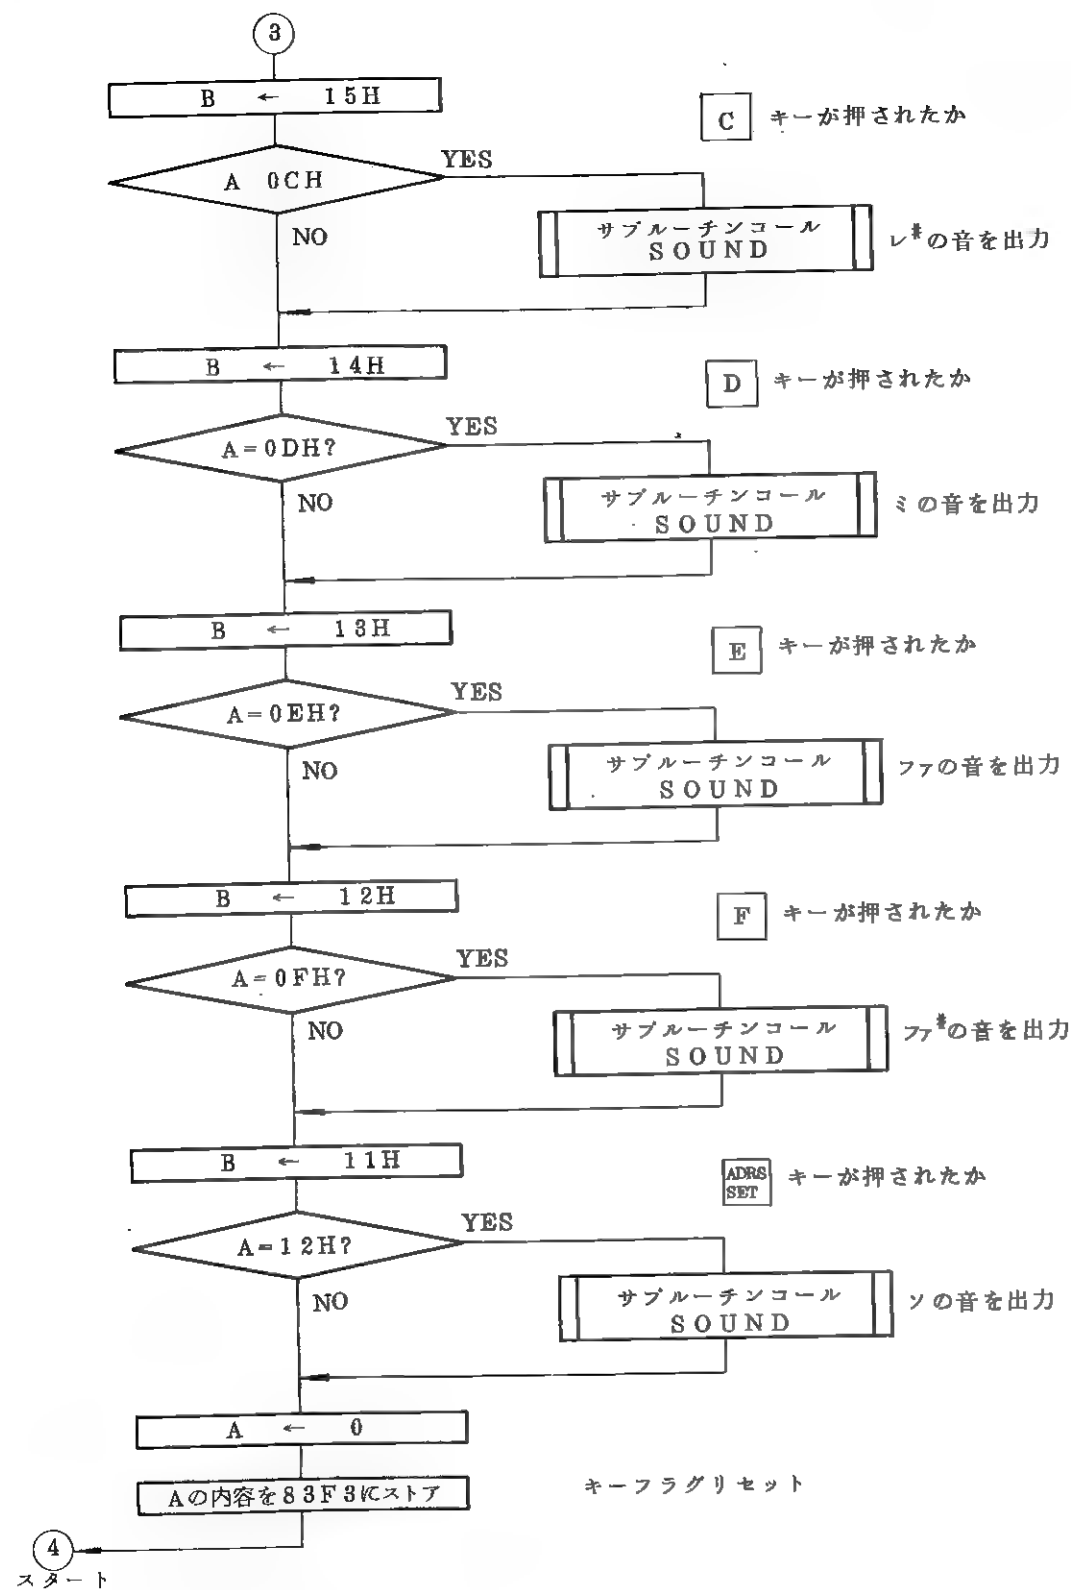 3
B ← 15H
C キーが押されたか
A 0CH
YES
NO
サブルーチンコール
SOUND
レ#の音を出力
B ← 14H
D キーが押されたか
A=0DH?
YES
NO
サブルーチンコール
SOUND
ミの音を出力
B ← 13H
E キーが押されたか
A=0EH?
YES
NO
サブルーチンコール
SOUND
ファの音を出力
B ← 12H
F キーが押されたか
A=0FH?
YES
NO
サブルーチンコール
SOUND
ファ#の音を出力
B ← 11H
ADRS
SET
キーが押されたか
A=12H?
YES
NO
サブルーチンコール
SOUND
ソの音を出力
A ← 0
Aの内容を83F3にストア
キーフラグリセット
4
スタート